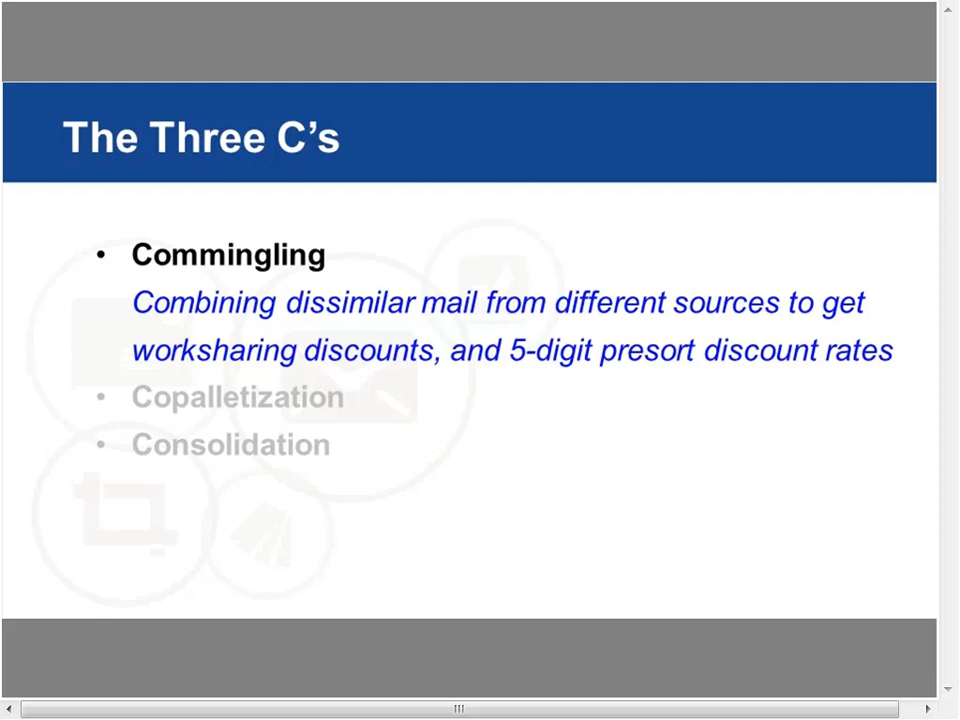 The Three C’s
• Commingling
Combining dissimilar mail from different sources to get
worksharing discounts, and 5-digit presort discount rates
• Copalletization
• Consolidation